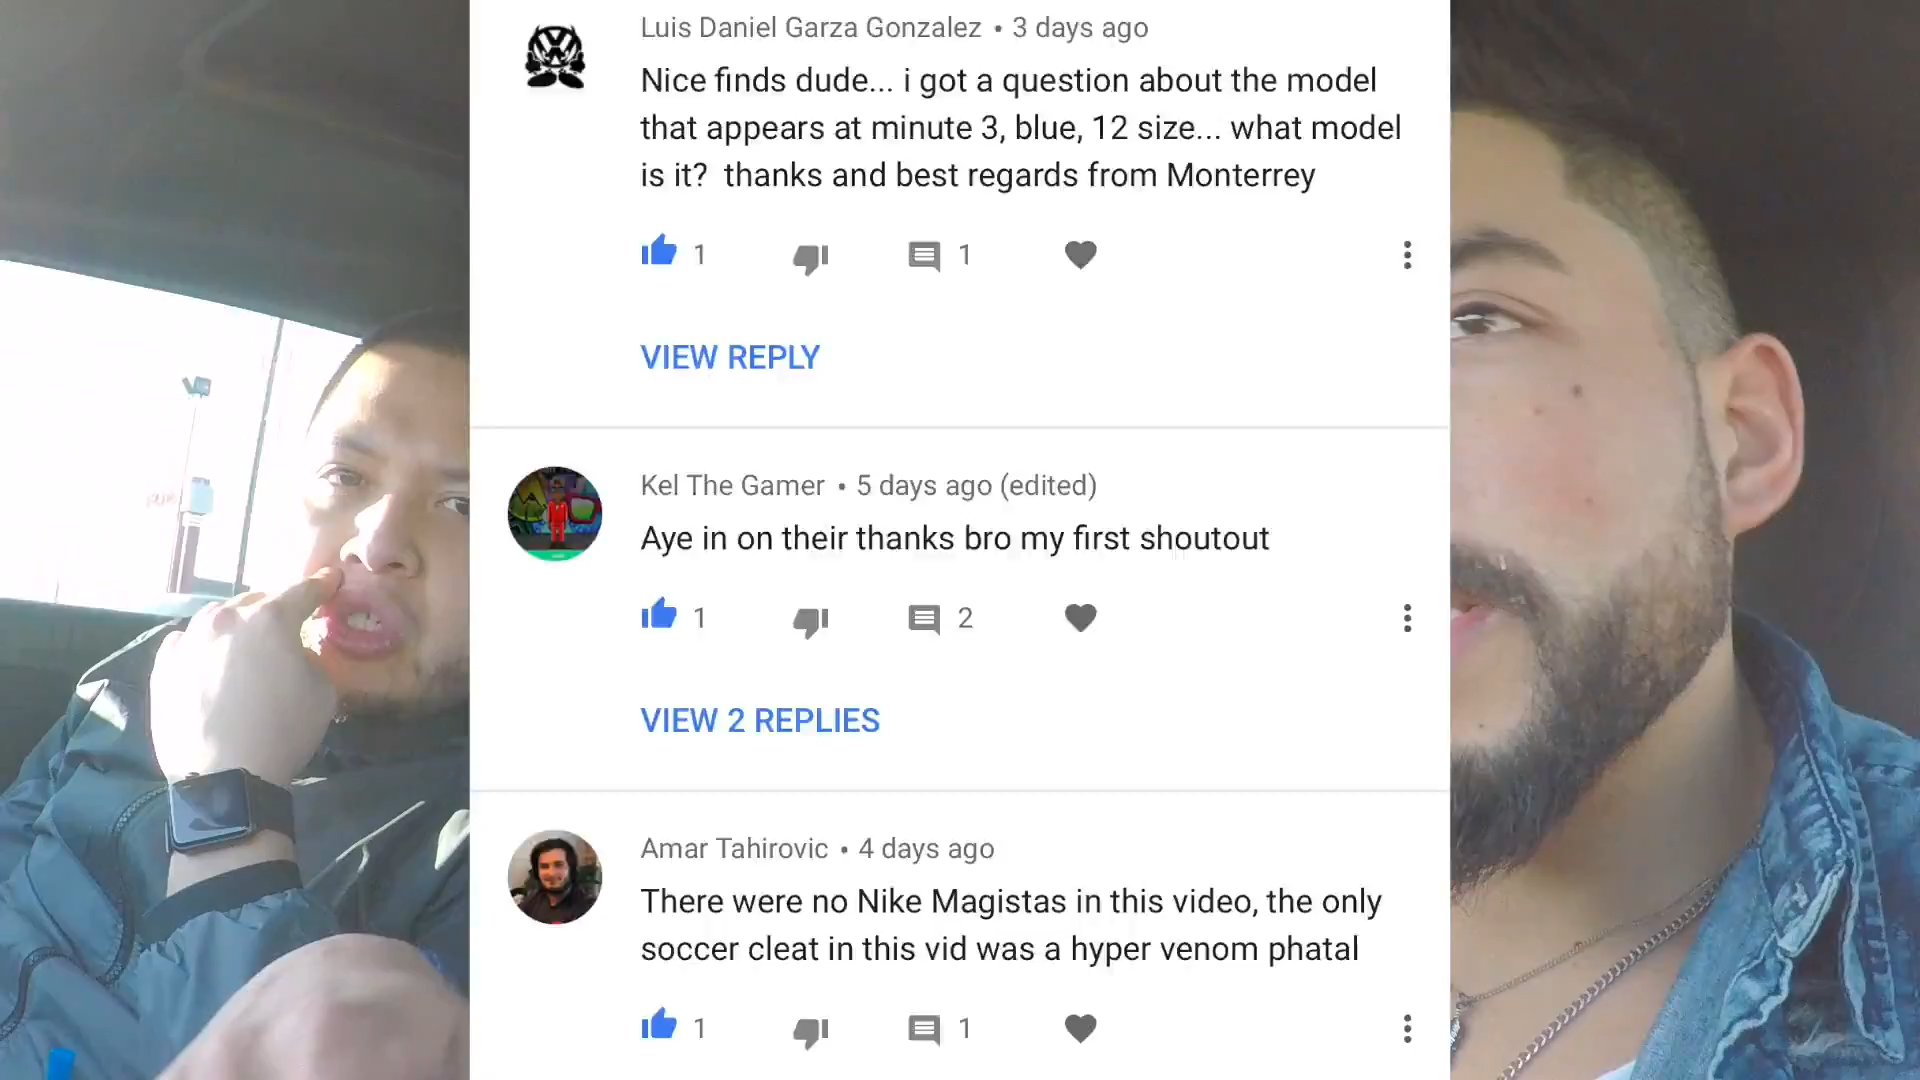 Luis Daniel Garza Gonzalez • 3 days ago
Nice finds dude... i got a question about the model
that appears at minute 3, blue, 12 size... what model
is it?  thanks and best regards from Monterrey
1
1
VIEW REPLY
Kel The Gamer • 5 days ago (edited)
Aye in on their thanks bro my first shoutout
1
2
VIEW 2 REPLIES
Amar Tahirovic • 4 days ago
There were no Nike Magistas in this video, the only
soccer cleat in this vid was a hyper venom phatal
1
1